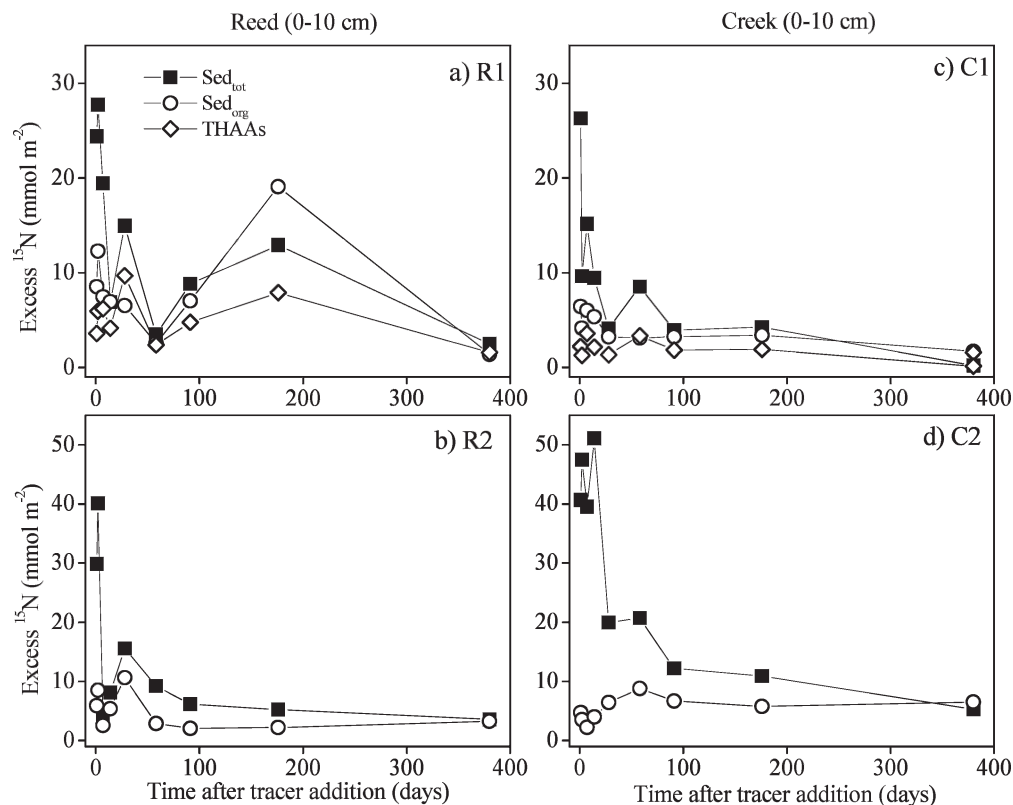 Reed (0-10 cm)
Creek (0-10 cm)
a) R1
Sed_tot
Sed_org
THAAs
Excess ¹⁵N (mmol m⁻²)
30
20
10
0
0 100 200 300 400
c) C1
30
20
10
0
0 100 200 300 400
b) R2
Excess ¹⁵N (mmol m⁻²)
50
40
30
20
10
0
0 100 200 300 400
Time after tracer addition (days)
d) C2
50
40
30
20
10
0
0 100 200 300 400
Time after tracer addition (days)